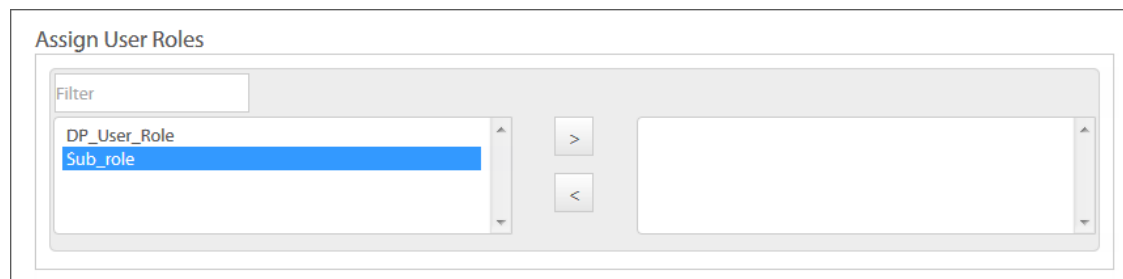 Assign User Roles
Filter
DP_User_Role
Sub_role
>
<